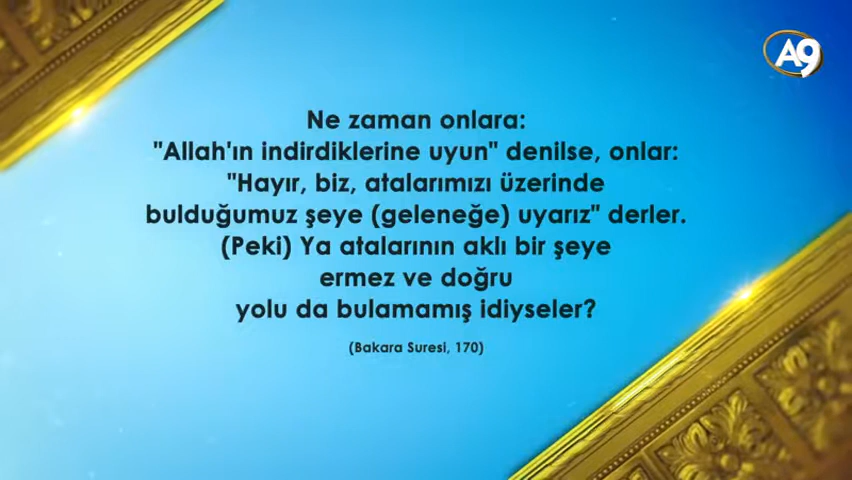 A9
Ne zaman onlara:
"Allah'ın indirdiklerine uyun" denilse, onlar:
"Hayır, biz, atalarımızı üzerinde
bulduğumuz şeye (geleneğe) uyarız" derler.
(Peki) Ya atalarının aklı bir şeye
ermez ve doğru
yolu da bulamamış idiyseler?
(Bakara Suresi, 170)